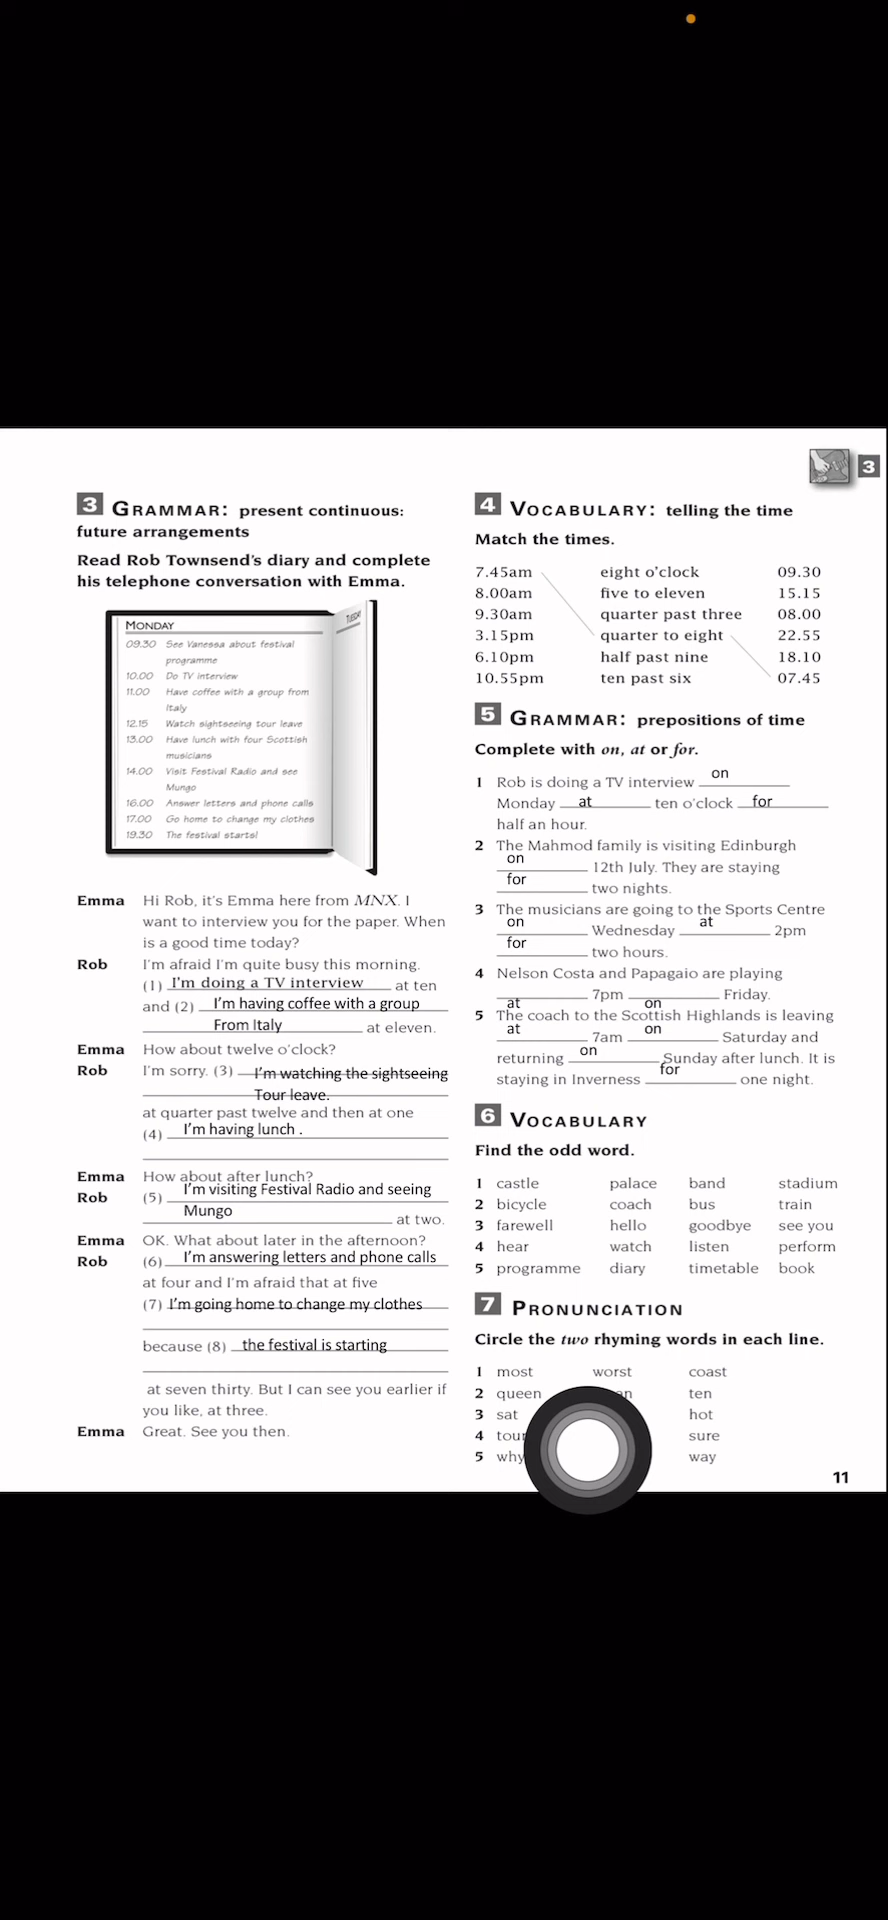 3
3 GRAMMAR: present continuous:
future arrangements
Read Rob Townsend's diary and complete
his telephone conversation with Emma.
MONDAY
TUESDAY
09.30 See Vanessa about festival
programme
10.00 Do TV interview
11.00 Have coffee with a group from
Italy
12.15 Watch sightseeing tour leave
13.00 Have lunch with four Scottish
musicians
14.00 Visit Festival Radio and see
Mungo
16.00 Answer letters and phone calls
17.00 Go home to change my clothes
19.30 The festival starts!
Emma Hi Rob, it's Emma here from MNX. I
want to interview you for the paper. When
is a good time today?
Rob I'm afraid I'm quite busy this morning.
(1) I'm doing a TV interview at ten
and (2) I'm having coffee with a group
From Italy at eleven.
Emma How about twelve o'clock?
Rob I'm sorry. (3) I'm watching the sightseeing
Tour leave.
at quarter past twelve and then at one
(4) I'm having lunch .
Emma How about after lunch?
Rob (5) I'm visiting Festival Radio and seeing
Mungo at two.
Emma OK. What about later in the afternoon?
Rob (6) I'm answering letters and phone calls
at four and I'm afraid that at five
(7) I'm going home to change my clothes
because (8) the festival is starting
at seven thirty. But I can see you earlier if
you like, at three.
Emma Great. See you then.
4 VOCABULARY: telling the time
Match the times.
7.45am eight o'clock 09.30
8.00am five to eleven 15.15
9.30am quarter past three 08.00
3.15pm quarter to eight 22.55
6.10pm half past nine 18.10
10.55pm ten past six 07.45
5 GRAMMAR: prepositions of time
Complete with on, at or for.
1 Rob is doing a TV interview on
Monday at ten o'clock for
half an hour.
2 The Mahmod family is visiting Edinburgh
on 12th July. They are staying
for two nights.
3 The musicians are going to the Sports Centre
on Wednesday at 2pm
for two hours.
4 Nelson Costa and Papagaio are playing
at 7pm on Friday.
5 The coach to the Scottish Highlands is leaving
at 7am on Saturday and
returning on Sunday after lunch. It is
staying in Inverness for one night.
6 VOCABULARY
Find the odd word.
1 castle palace band stadium
2 bicycle coach bus train
3 farewell hello goodbye see you
4 hear watch listen perform
5 programme diary timetable book
7 PRONUNCIATION
Circle the two rhyming words in each line.
1 most worst coast
2 queen ten
3 sat hot
4 sure
5 why way
11